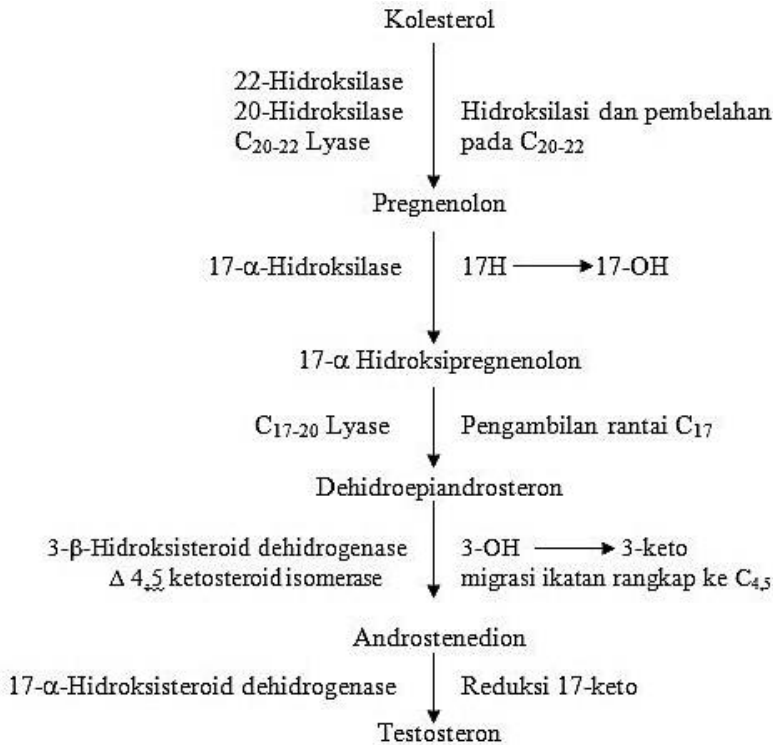 Kolesterol
22-Hidroksilase
20-Hidroksilase
C20-22 Lyase
Hidroksilasi dan pembelahan
pada C20-22
Pregnenolon
17-α-Hidroksilase
17H → 17-OH
17-α Hidroksipregnenolon
C17-20 Lyase
Pengambilan rantai C17
Dehidroepiandrosteron
3-β-Hidroksisteroid dehidrogenase
Δ 4,5 ketosteroid isomerase
3-OH → 3-keto
migrasi ikatan rangkap ke C4,5
Androstenedion
17-α-Hidroksisteroid dehidrogenase
Reduksi 17-keto
Testosteron